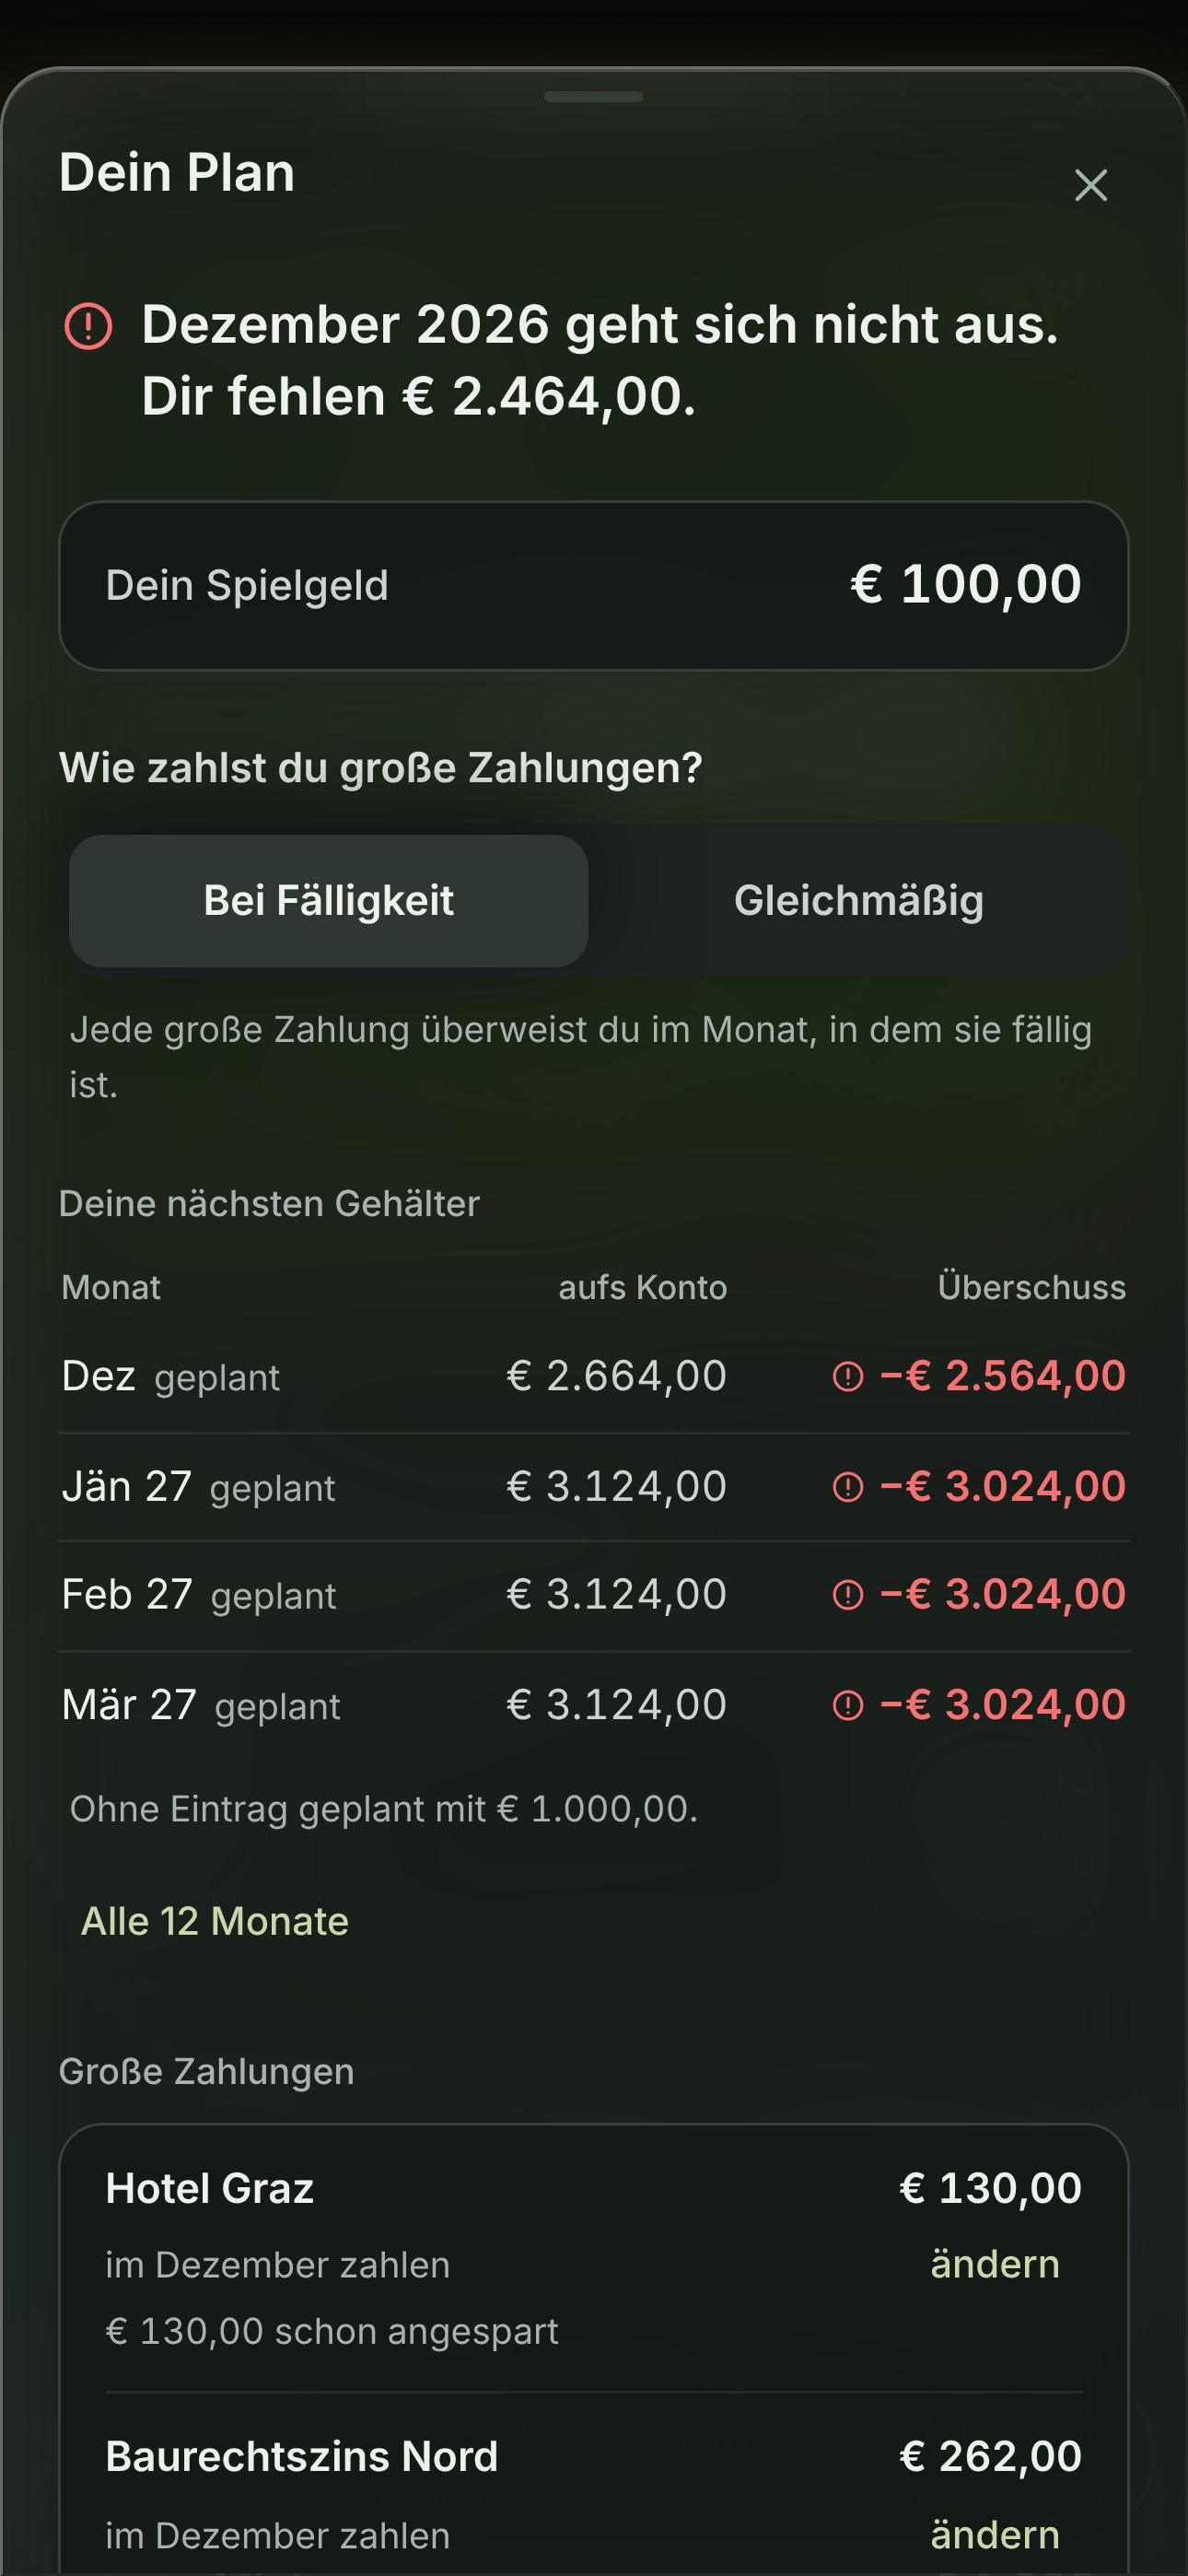 Dein Plan
Dezember 2026 geht sich nicht aus.
Dir fehlen € 2.464,00.
Dein Spielgeld € 100,00
Wie zahlst du große Zahlungen?
Bei Fälligkeit Gleichmäßig
Jede große Zahlung überweist du im Monat, in dem sie fällig
ist.
Deine nächsten Gehälter
Monat aufs Konto Überschuss
Dez geplant € 2.664,00 −€ 2.564,00
Jän 27 geplant € 3.124,00 −€ 3.024,00
Feb 27 geplant € 3.124,00 −€ 3.024,00
Mär 27 geplant € 3.124,00 −€ 3.024,00
Ohne Eintrag geplant mit € 1.000,00.
Alle 12 Monate
Große Zahlungen
Hotel Graz € 130,00
im Dezember zahlen ändern
€ 130,00 schon angespart
Baurechtszins Nord € 262,00
im Dezember zahlen ändern